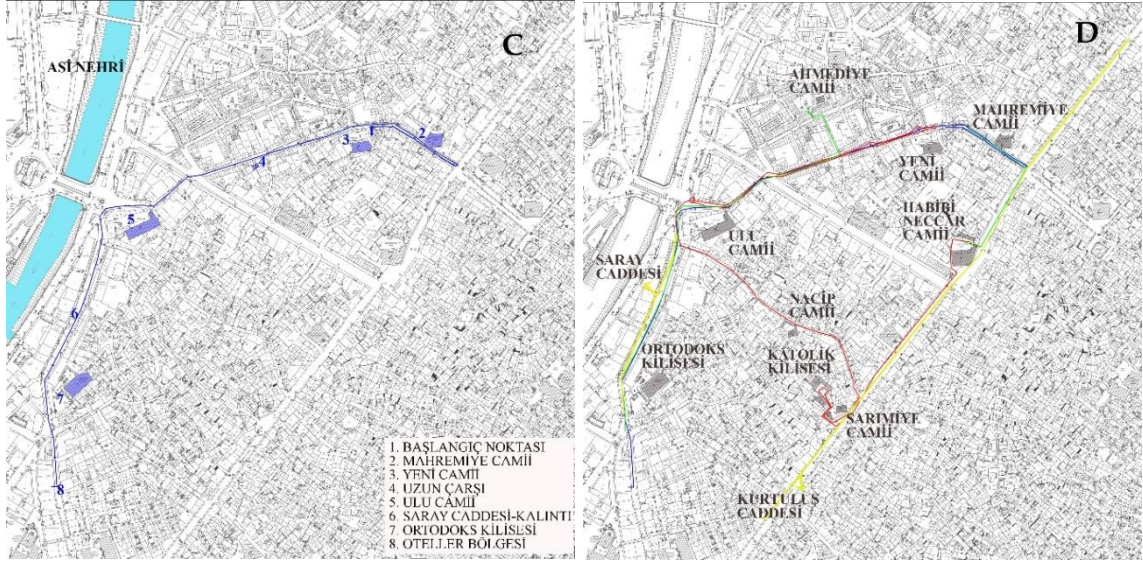 C
ASİ NEHRİ
1
2
3
4
5
6
7
8
1. BAŞLANGIÇ NOKTASI
2. MAHREMİYE CAMİİ
3. YENİ CAMİİ
4. UZUN ÇARŞI
5. ULU CAMİİ
6. SARAY CADDESİ-KALINTI
7. ORTODOKS KİLİSESİ
8. OTELLER BÖLGESİ
D
AHMEDİYE
CAMİİ
MAHREMİYE
CAMİİ
YENİ
CAMİİ
HABİBİ
NECCAR
CAMİİ
ULU
CAMİİ
SARAY
CADDESİ
NACİP
CAMİİ
ORTODOKS
KİLİSESİ
KATOLİK
KİLİSESİ
SARIMİYE
CAMİİ
KURTULUŞ
CADDESİ